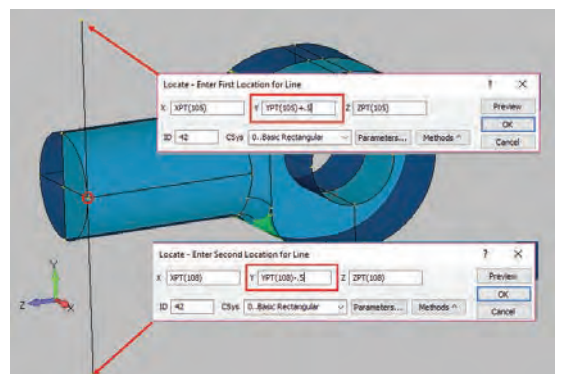 Locate - Enter First Location for Line ? ×
X XPT(105) Y YPT(105)+.5 Z ZPT(105) Preview
OK
ID 42 CSys 0..Basic Rectangular Parameters... Methods ^ Cancel
Locate - Enter Second Location for Line ? ×
X XPT(108) Y YPT(108)-.5 Z ZPT(108) Preview
OK
ID 42 CSys 0..Basic Rectangular Parameters... Methods ^ Cancel
Y
Z X